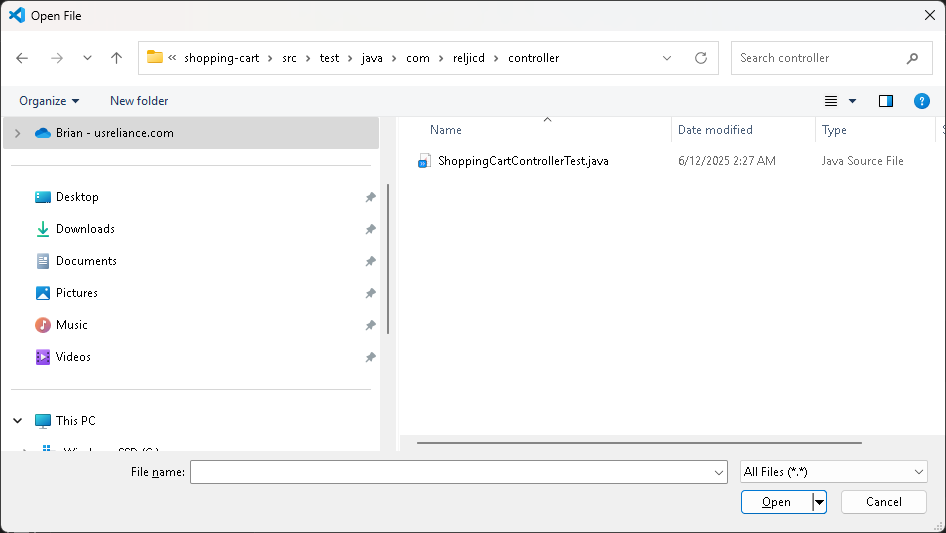 Open File
« shopping-cart > src > test > java > com > reljicd > controller
Search controller
Organize New folder
Brian - usreliance.com
Name Date modified Type
ShoppingCartControllerTest.java 6/12/2025 2:27 AM Java Source File
Desktop
Downloads
Documents
Pictures
Music
Videos
This PC
File name: All Files (*.*)
Open Cancel